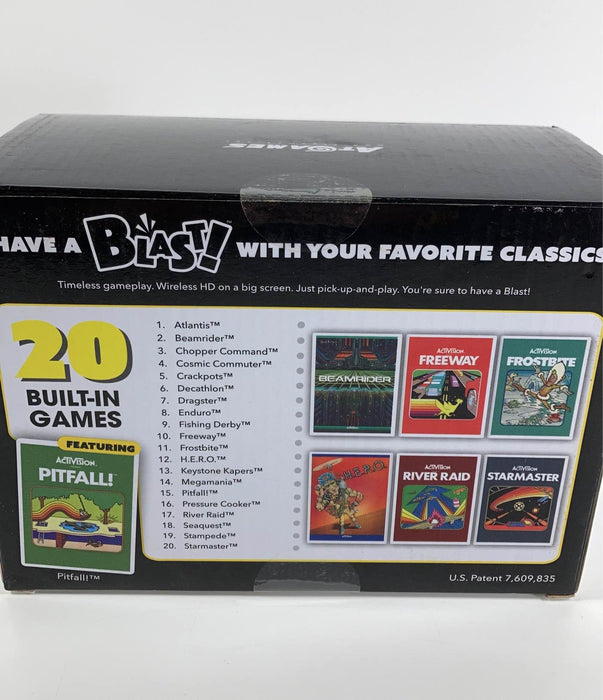 ATGAMES
HAVE A BLAST!™ WITH YOUR FAVORITE CLASSICS
Timeless gameplay. Wireless HD on a big screen. Just pick-up-and-play. You're sure to have a Blast!
20
BUILT-IN
GAMES
FEATURING
ACTIVISION
PITFALL!
Pitfall!™
1. Atlantis™
2. Beamrider™
3. Chopper Command™
4. Cosmic Commuter™
5. Crackpots™
6. Decathlon™
7. Dragster™
8. Enduro™
9. Fishing Derby™
10. Freeway™
11. Frostbite™
12. H.E.R.O.™
13. Keystone Kapers™
14. Megamania™
15. Pitfall!™
16. Pressure Cooker™
17. River Raid™
18. Seaquest™
19. Stampede™
20. Starmaster™
BEAMRIDER
ACTIVISION
FREEWAY
ACTIVISION
FROSTBITE
H.E.R.O.
ACTIVISION
RIVER RAID
ACTIVISION
STARMASTER
U.S. Patent 7,609,835